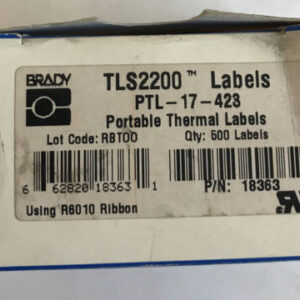 BRADY
TLS2200™ Labels
PTL-17-423
Portable Thermal Labels
Lot Code: RBTOO Qty: 500 Labels
6 62820 18363 1
P/N: 18363
Using R6010 Ribbon